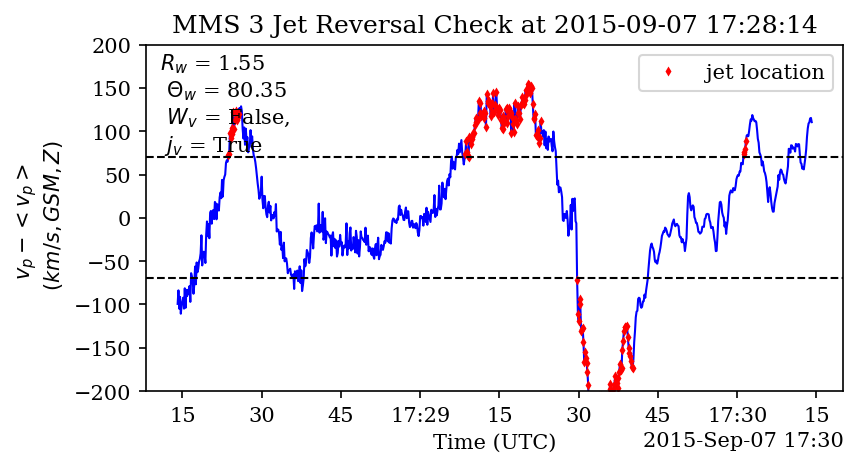 MMS 3 Jet Reversal Check at 2015-09-07 17:28:14
R_w = 1.55
Θ_w = 80.35
W_v = False,
j_v = True
jet location
v_p − < v_p >
(km/s, GSM, Z)
200
150
100
50
0
−50
−100
−150
−200
15 30 45 17:29 15 30 45 17:30 15
Time (UTC)
2015-Sep-07 17:30